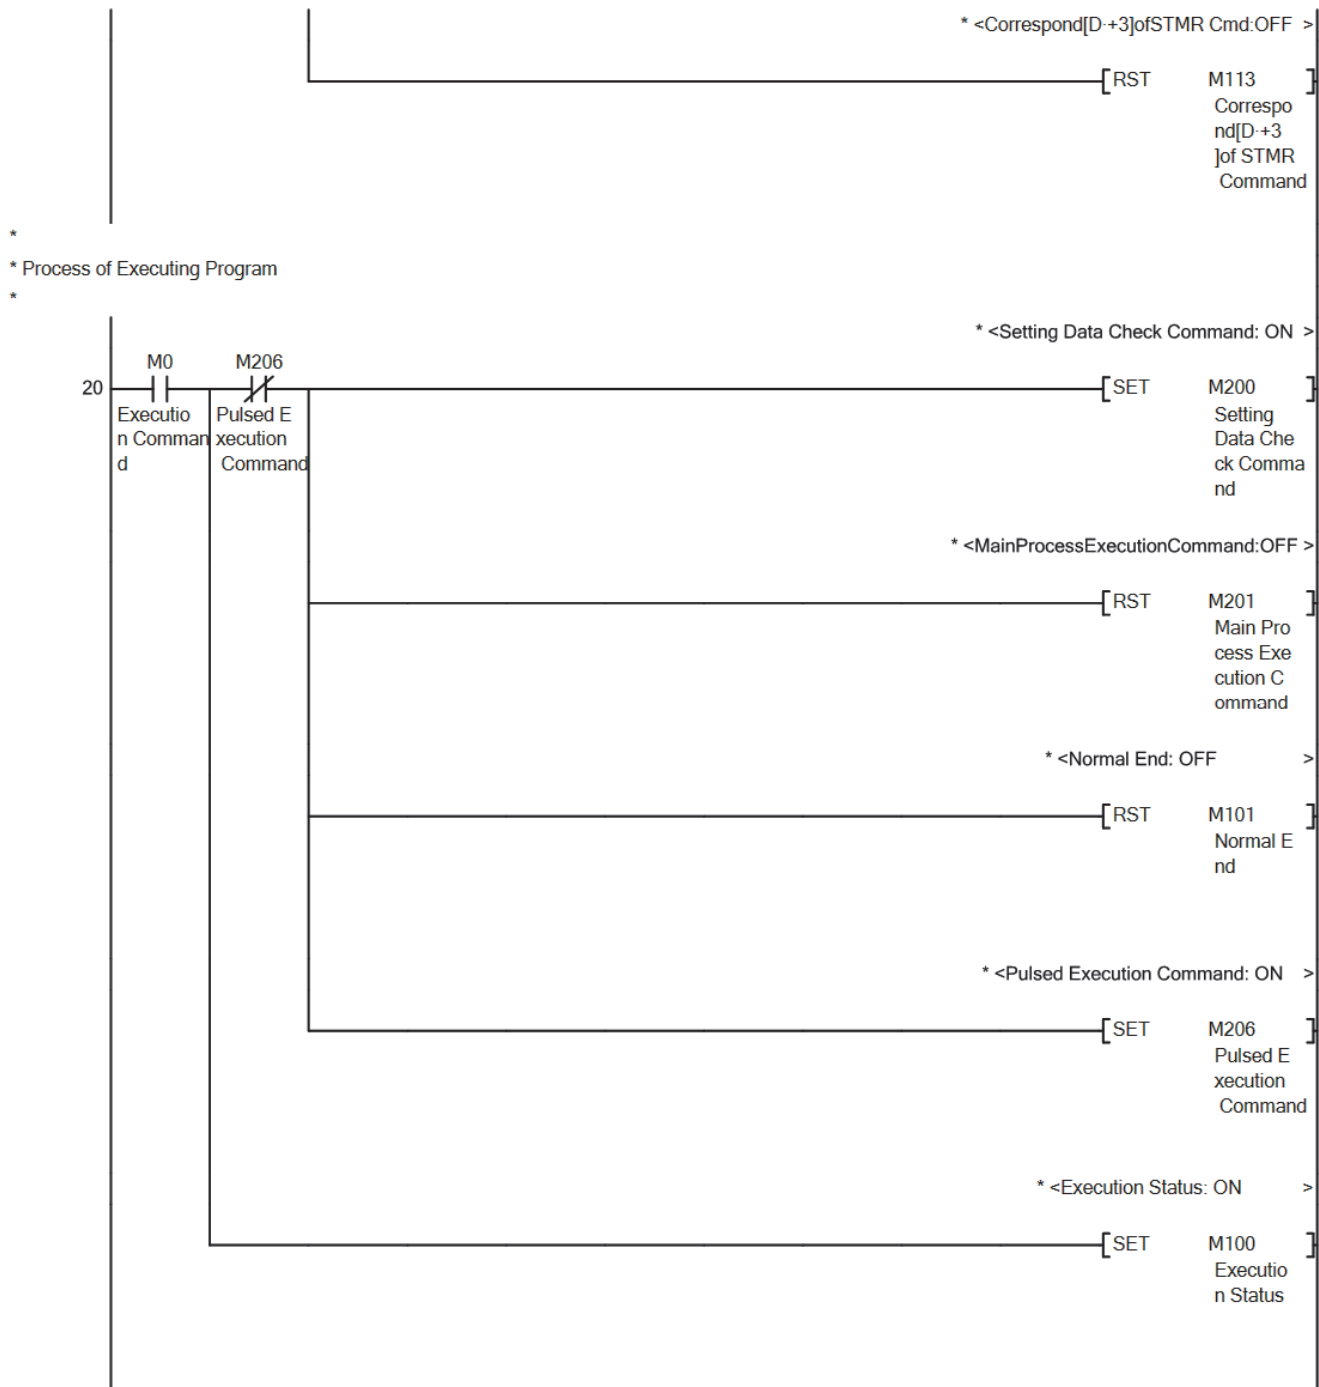 * <Correspond[D·+3]ofSTMR Cmd:OFF >
RST M113
Correspo
nd[D·+3
]of STMR
Command
*
* Process of Executing Program
*
* <Setting Data Check Command: ON >
M0 M206
20 SET M200
Executio
n Comman
d
Pulsed E
xecution
Command
Setting
Data Che
ck Comma
nd
* <MainProcessExecutionCommand:OFF >
RST M201
Main Pro
cess Exe
cution C
ommand
* <Normal End: OFF >
RST M101
Normal E
nd
* <Pulsed Execution Command: ON >
SET M206
Pulsed E
xecution
Command
* <Execution Status: ON >
SET M100
Executio
n Status